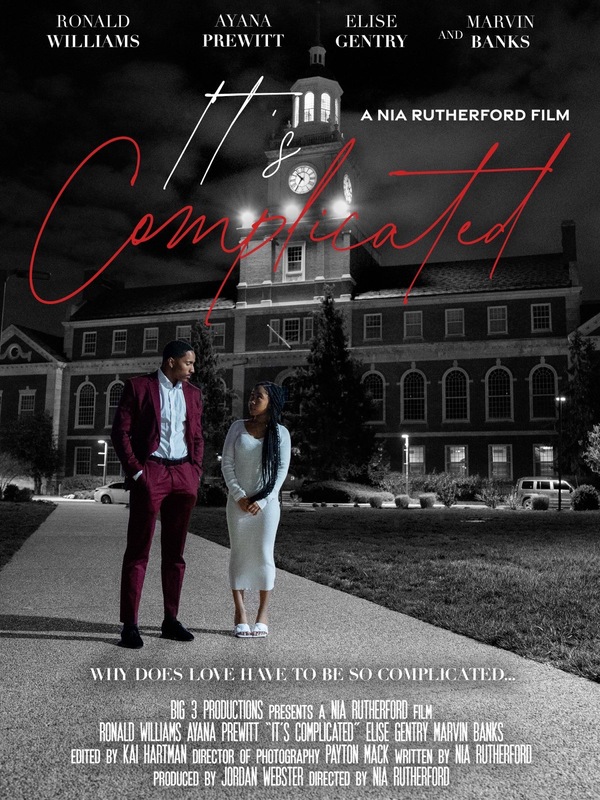 RONALD WILLIAMS
AYANA PREWITT
ELISE GENTRY
AND MARVIN BANKS
A NIA RUTHERFORD FILM
IT's
Complicated
WHY DOES LOVE HAVE TO BE SO COMPLICATED...
BIG 3 PRODUCTIONS PRESENTS A NIA RUTHERFORD FILM
RONALD WILLIAMS AYANA PREWITT "IT'S COMPLICATED" ELISE GENTRY MARVIN BANKS
EDITED BY KAI HARTMAN DIRECTOR OF PHOTOGRAPHY PAYTON MACK WRITTEN BY NIA RUTHERFORD
PRODUCED BY JORDAN WEBSTER DIRECTED BY NIA RUTHERFORD